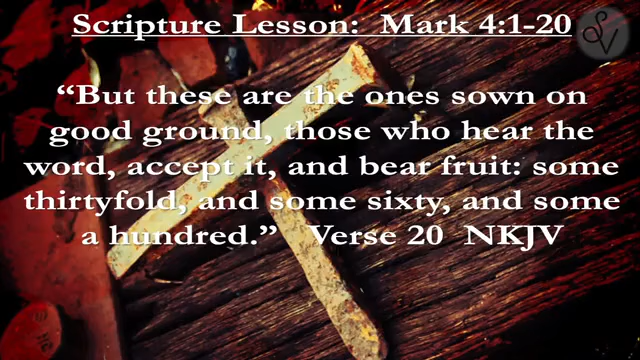 Scripture Lesson:  Mark 4:1-20
SV
“But these are the ones sown on
good ground, those who hear the
word, accept it, and bear fruit: some
thirtyfold, and some sixty, and some
a hundred.”   Verse 20  NKJV